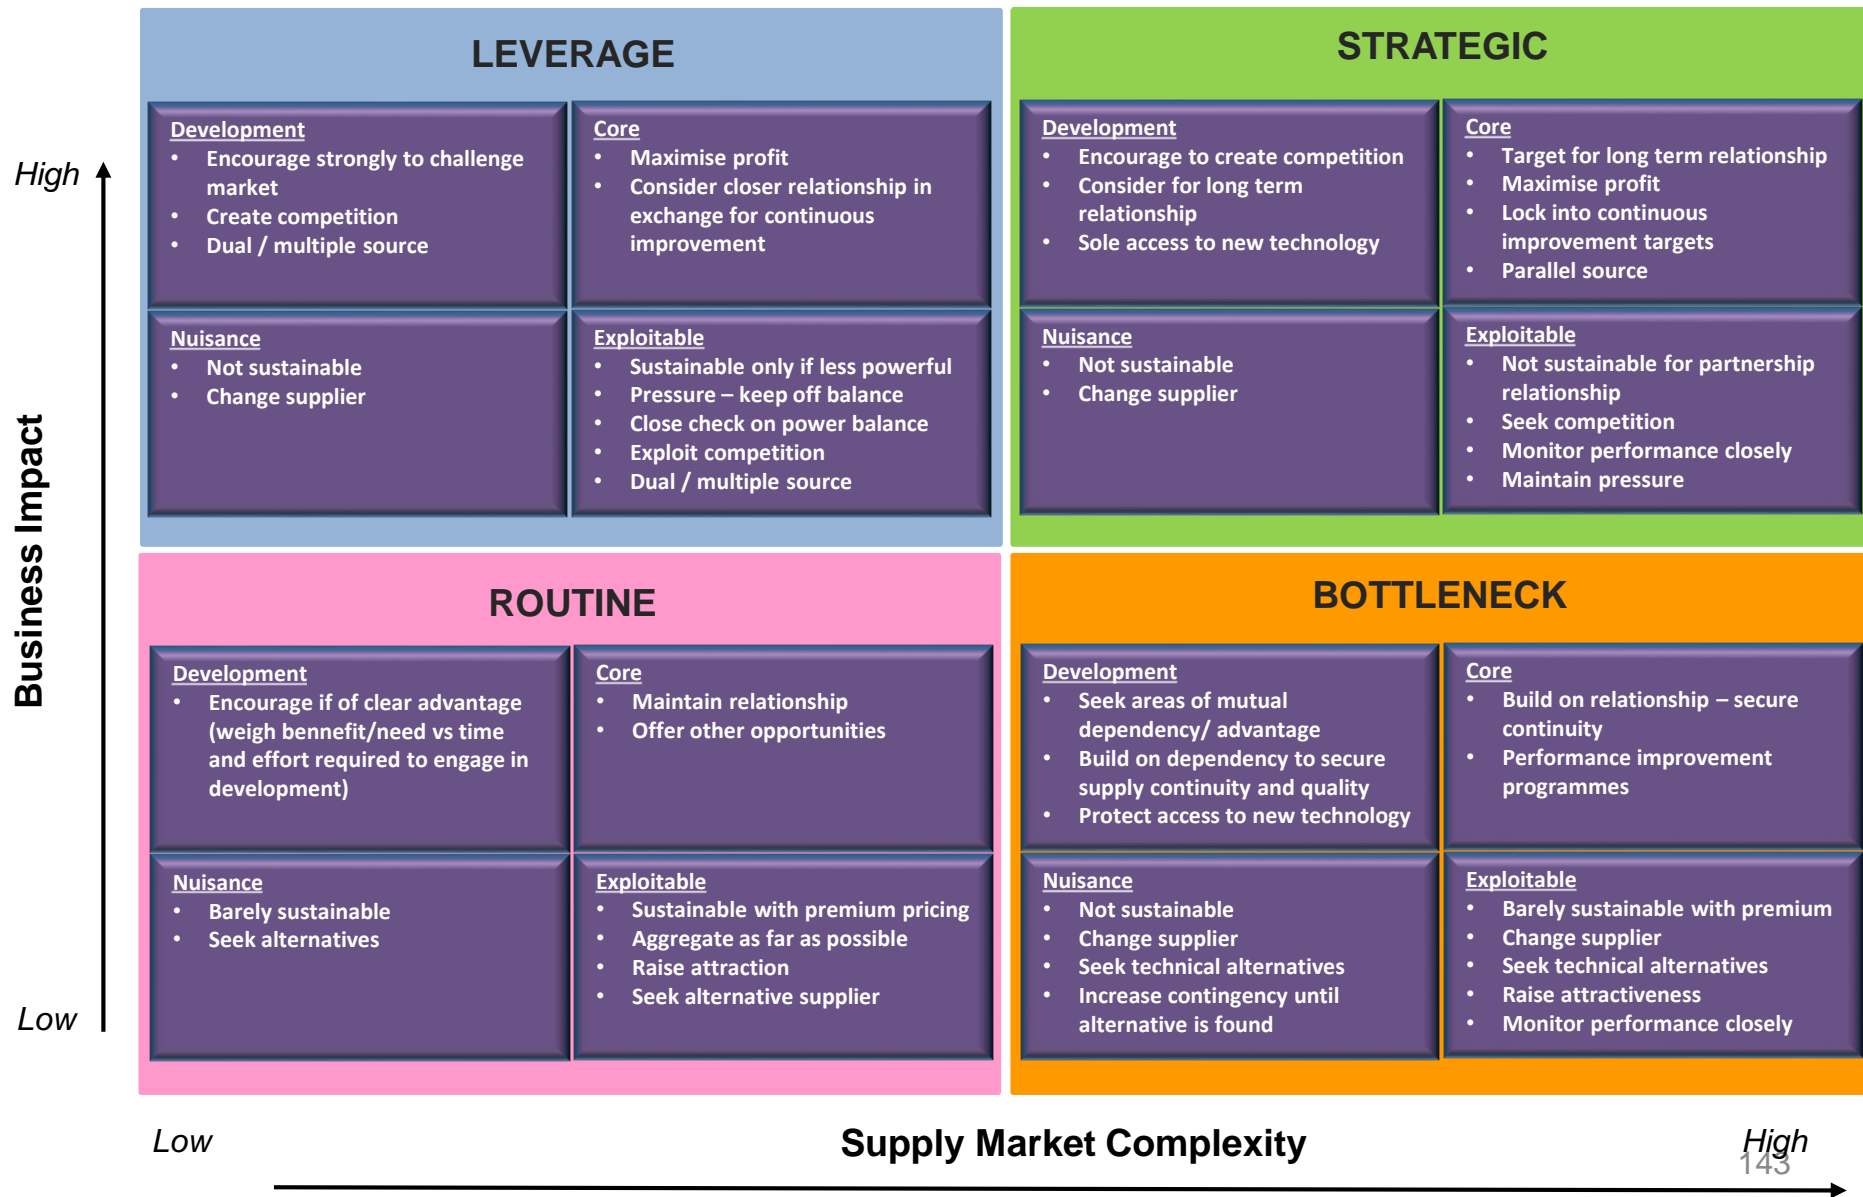 LEVERAGE
Development
• Encourage strongly to challenge
market
• Create competition
• Dual / multiple source
Core
• Maximise profit
• Consider closer relationship in
exchange for continuous
improvement
Nuisance
• Not sustainable
• Change supplier
Exploitable
• Sustainable only if less powerful
• Pressure – keep off balance
• Close check on power balance
• Exploit competition
• Dual / multiple source
STRATEGIC
Development
• Encourage to create competition
• Consider for long term
relationship
• Sole access to new technology
Core
• Target for long term relationship
• Maximise profit
• Lock into continuous
improvement targets
• Parallel source
Nuisance
• Not sustainable
• Change supplier
Exploitable
• Not sustainable for partnership
relationship
• Seek competition
• Monitor performance closely
• Maintain pressure
High
Business Impact
Low
ROUTINE
Development
• Encourage if of clear advantage
(weigh bennefit/need vs time
and effort required to engage in
development)
Core
• Maintain relationship
• Offer other opportunities
Nuisance
• Barely sustainable
• Seek alternatives
Exploitable
• Sustainable with premium pricing
• Aggregate as far as possible
• Raise attraction
• Seek alternative supplier
BOTTLENECK
Development
• Seek areas of mutual
dependency/ advantage
• Build on dependency to secure
supply continuity and quality
• Protect access to new technology
Core
• Build on relationship – secure
continuity
• Performance improvement
programmes
Nuisance
• Not sustainable
• Change supplier
• Seek technical alternatives
• Increase contingency until
alternative is found
Exploitable
• Barely sustainable with premium
• Change supplier
• Seek technical alternatives
• Raise attractiveness
• Monitor performance closely
Low
Supply Market Complexity
High
143